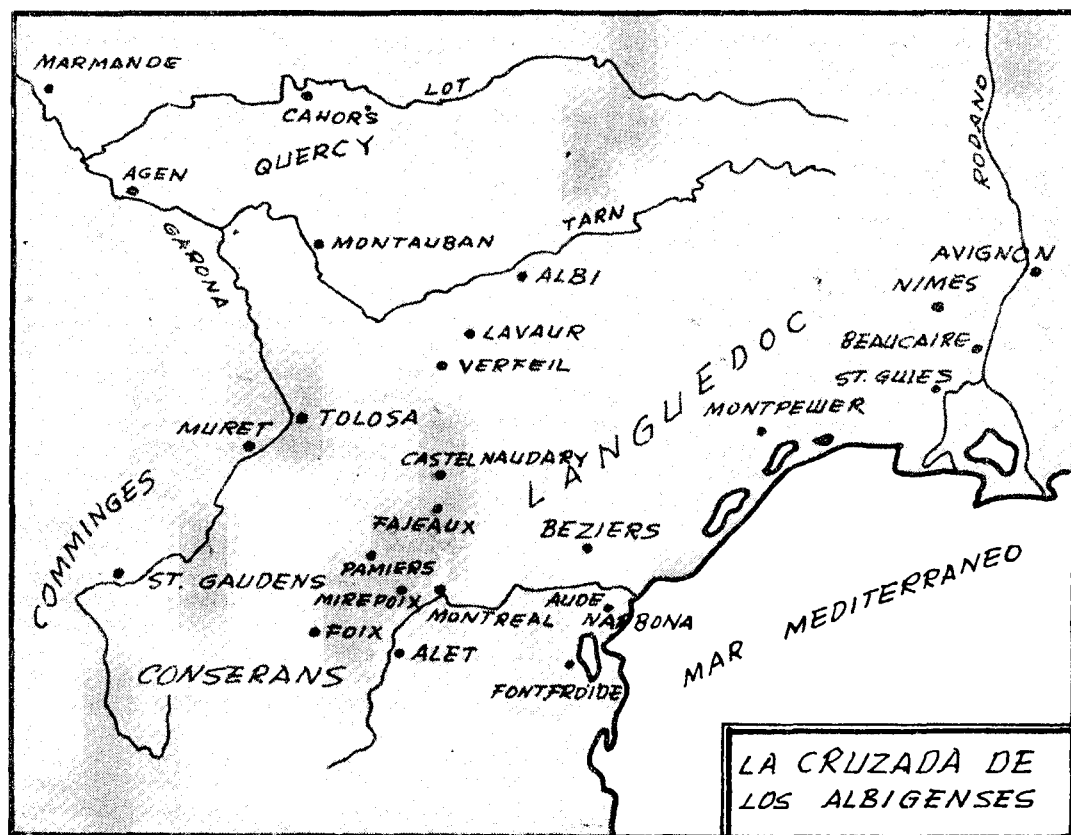 MARMANDE
LOT
CAHORS
QUERCY
RODANO
AGEN
TARN
GARONA
MONTAUBAN
ALBI
AVIGNON
NIMES
LAVAUR
VERFEIL
BEAUCAIRE
ST. GUIES
LANGUEDOC
MONTPELLIER
TOLOSA
MURET
CASTELNAUDARY
FAJEAUX
BEZIERS
COMMINGES
ST. GAUDENS
PAMIERS
MIREPOIX
MONTREAL
AUDE
NARBONA
FOIX
ALET
CONSERANS
FONTFROIDE
MAR MEDITERRANEO
LA CRUZADA DE
LOS ALBIGENSES